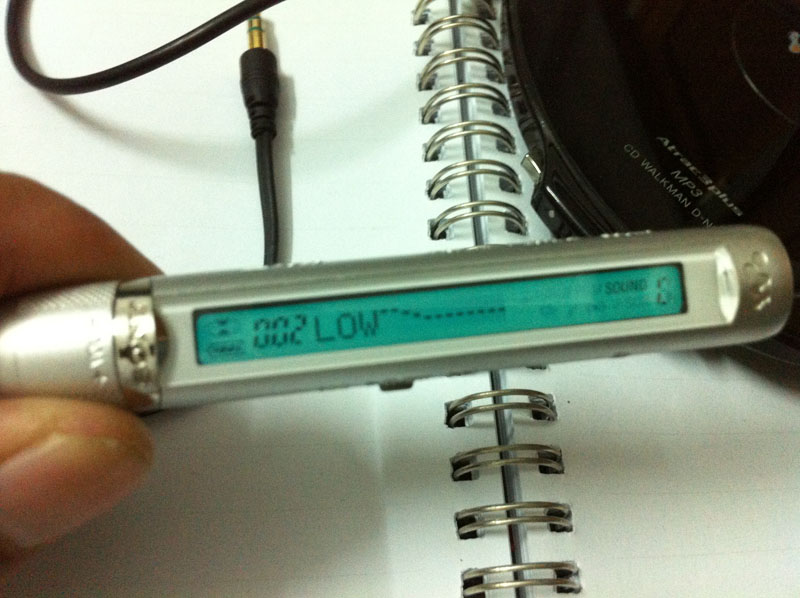 Atrac3plus
MP3
CD WALKMAN D-N
002 LOW
SOUND